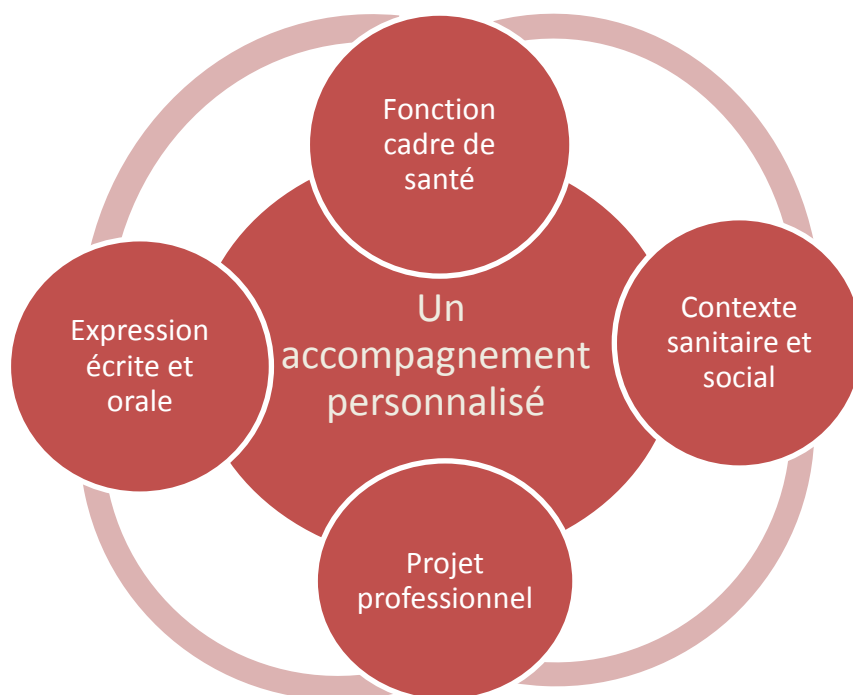 Fonction
cadre de
santé
Expression
écrite et
orale
Un
accompagnement
personnalisé
Contexte
sanitaire et
social
Projet
professionnel